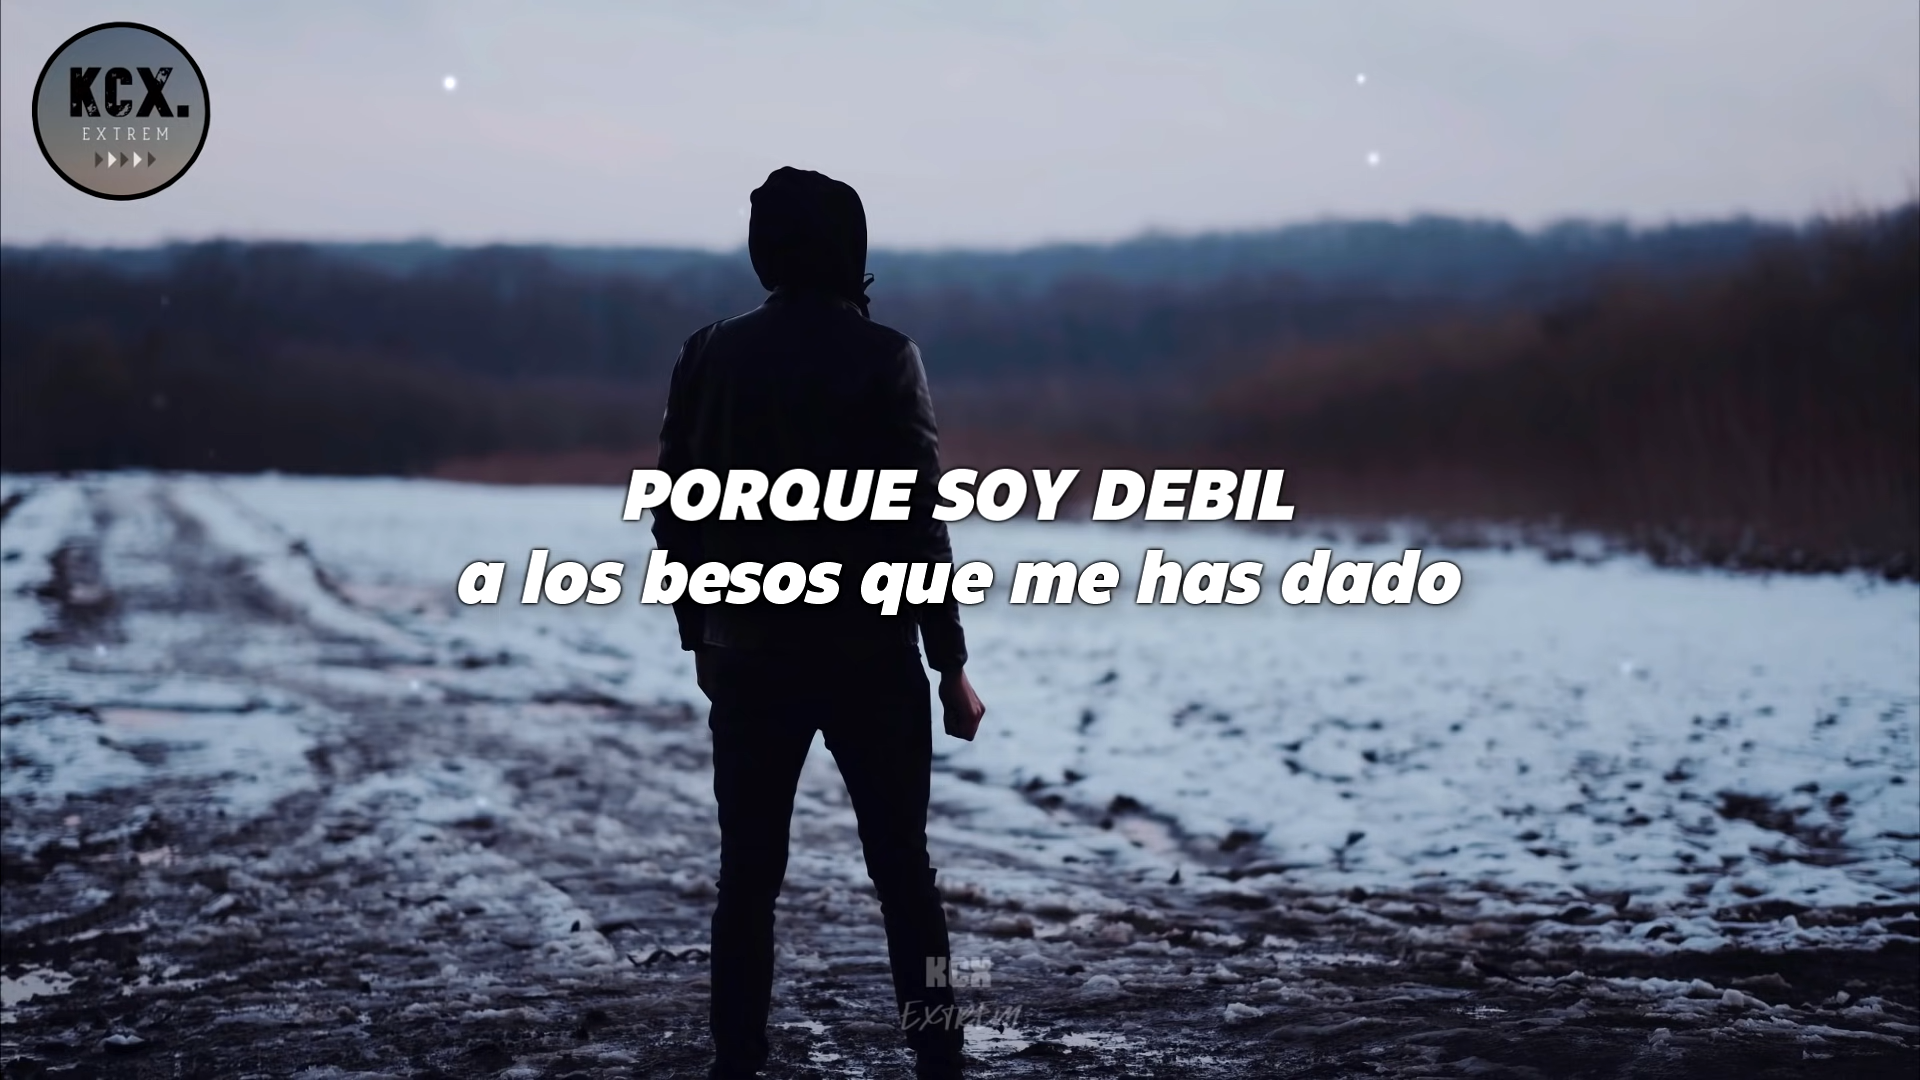 KCX.
EXTREM
PORQUE SOY DEBIL
a los besos que me has dado
KCX
EXTREM